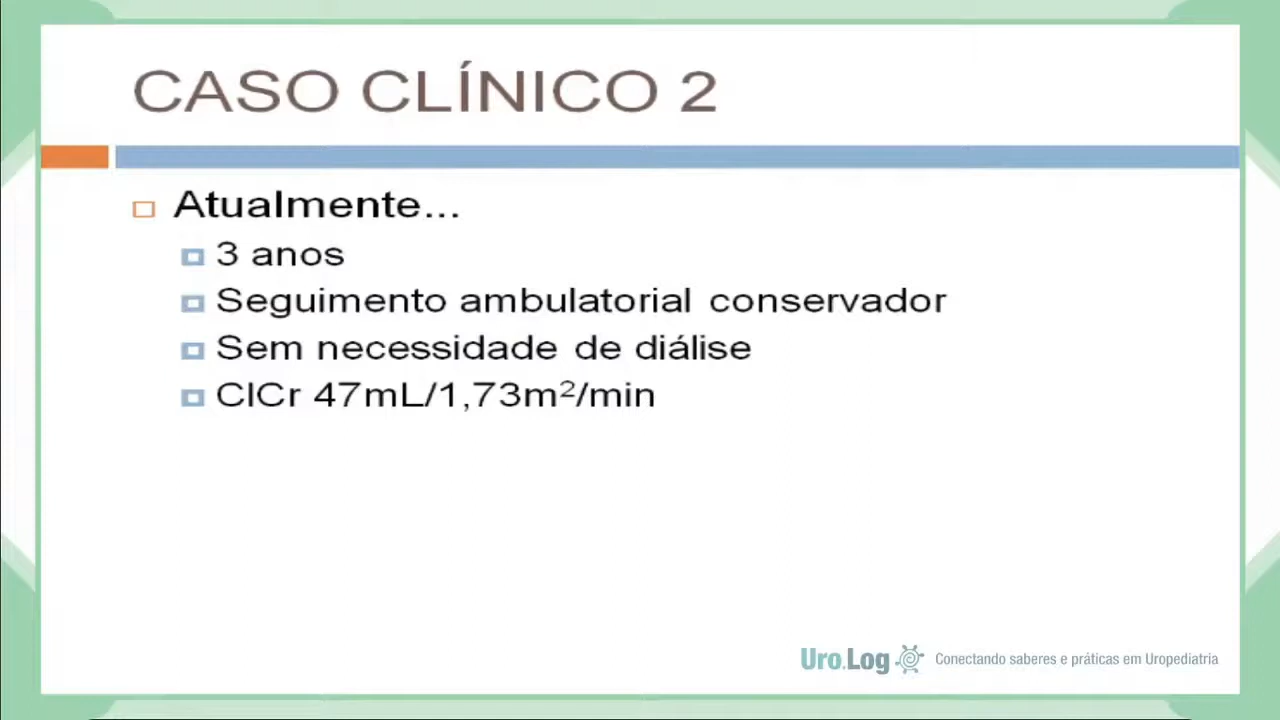 CASO CLÍNICO 2
Atualmente...
3 anos
Seguimento ambulatorial conservador
Sem necessidade de diálise
ClCr 47mL/1,73m²/min
Uro.Log Conectando saberes e práticas em Uropediatria